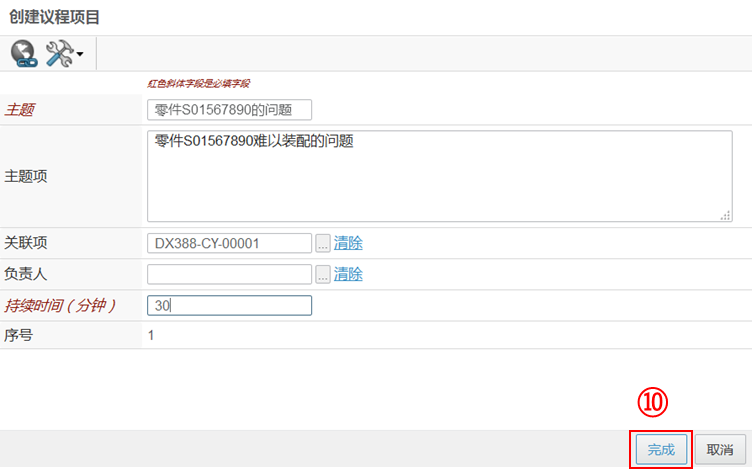 创建议程项目
红色斜体字段是必填字段
主题 零件S01567890的问题
主题项 零件S01567890难以装配的问题
关联项 DX388-CY-00001 ... 清除
负责人 ... 清除
持续时间（分钟） 30
序号 1
⑩
完成 取消